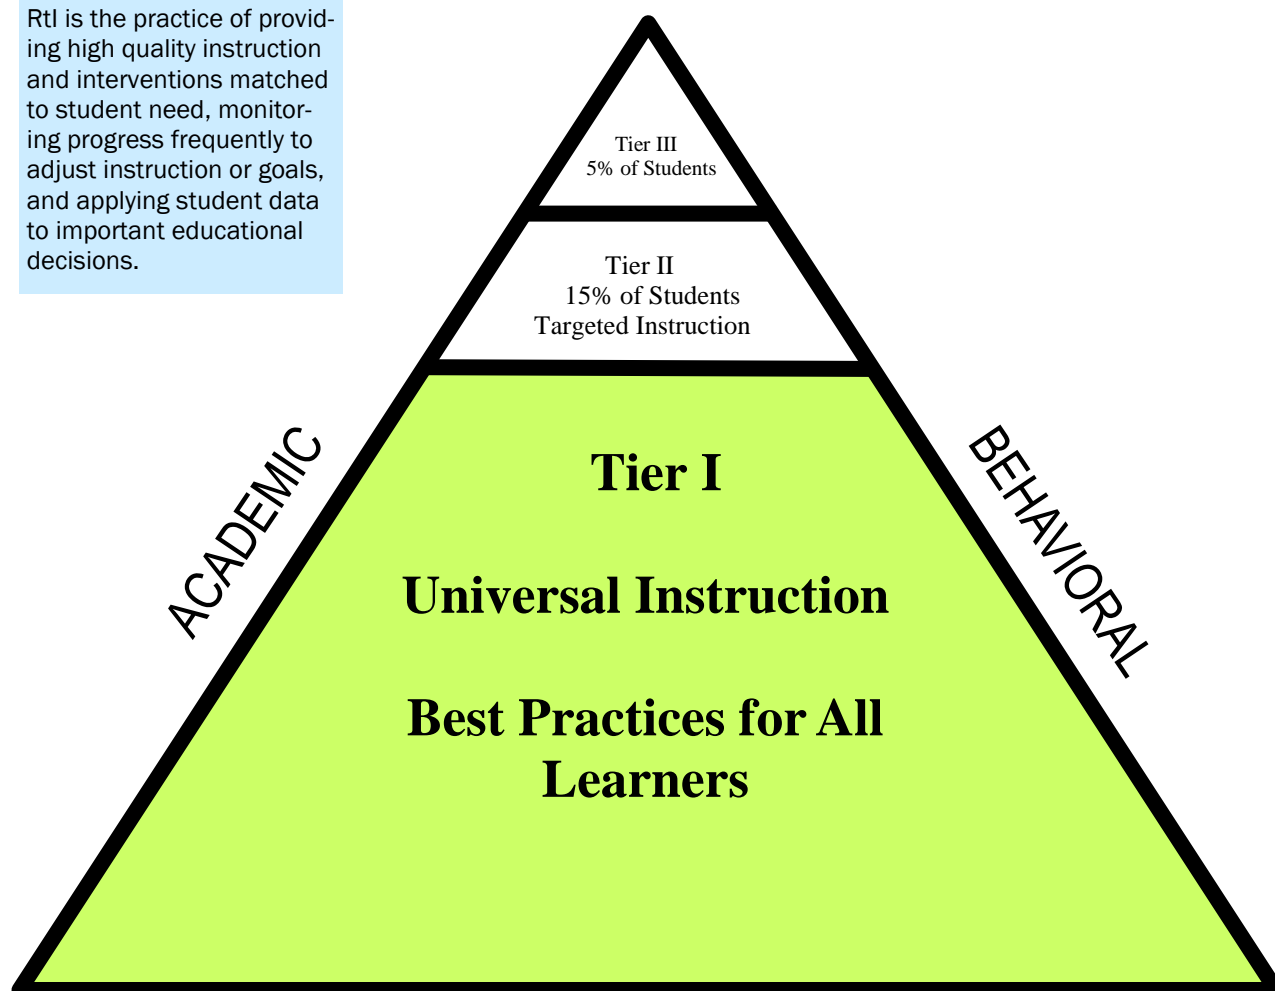 RtI is the practice of provid-
ing high quality instruction
and interventions matched
to student need, monitor-
ing progress frequently to
adjust instruction or goals,
and applying student data
to important educational
decisions.
Tier III
5% of Students
Tier II
15% of Students
Targeted Instruction
ACADEMIC
BEHAVIORAL
Tier I
Universal Instruction
Best Practices for All
Learners